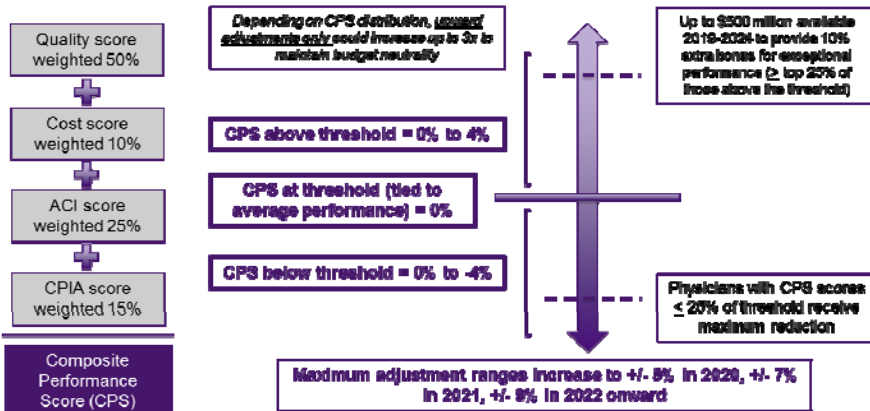 Quality score
weighted 50%
Cost score
weighted 10%
ACI score
weighted 25%
CPIA score
weighted 15%
Composite
Performance
Score (CPS)
Depending on CPS distribution, upward
adjustments only could increase up to 3x to
maintain budget neutrality
CPS above threshold = 0% to 4%
CPS at threshold (tied to
average performance) = 0%
CPS below threshold = 0% to -4%
Up to $500 million available
2019-2024 to provide 10%
extra bonus for exceptional
performance (≥ top 25% of
those above the threshold)
Physicians with CPS scores
≤ 25% of threshold receive
maximum reduction
Maximum adjustment ranges increase to +/- 5% in 2020, +/- 7%
in 2021, +/- 9% in 2022 onward